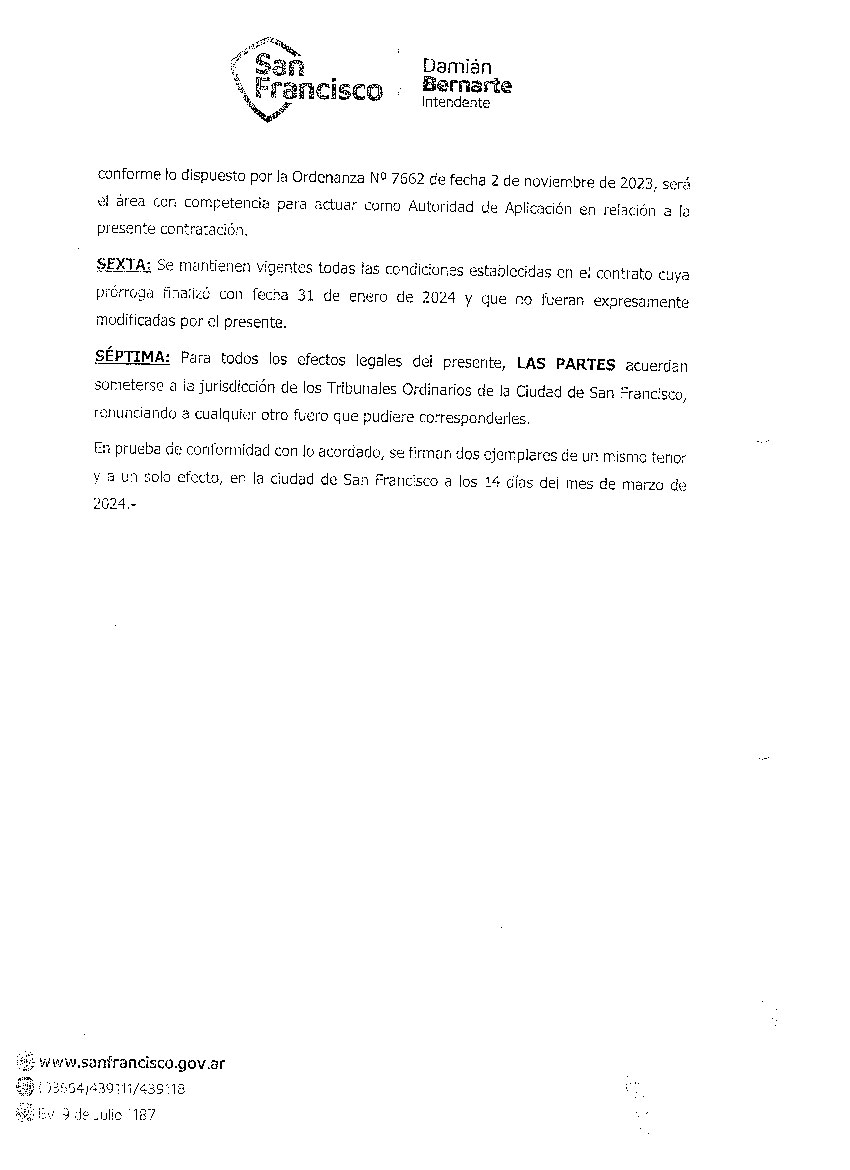 San
Francisco
Damián
Bernarte
Intendente
conforme lo dispuesto por la Ordenanza Nº 7662 de fecha 2 de noviembre de 2023, será
el área con competencia para actuar como Autoridad de Aplicación en relación a la
presente contratación.
SEXTA: Se mantienen vigentes todas las condiciones establecidas en el contrato cuya
prórroga finalizó con fecha 31 de enero de 2024 y que no fueran expresamente
modificadas por el presente.
SÉPTIMA: Para todos los efectos legales del presente, LAS PARTES acuerdan
someterse a la jurisdicción de los Tribunales Ordinarios de la Ciudad de San Francisco,
renunciando a cualquier otro fuero que pudiere corresponderles.
En prueba de conformidad con lo acordado, se firman dos ejemplares de un mismo tenor
y a un solo efecto, en la ciudad de San Francisco a los 14 días del mes de marzo de
2024.-
www.sanfrancisco.gov.ar
439111/439118
9 de Julio 1187